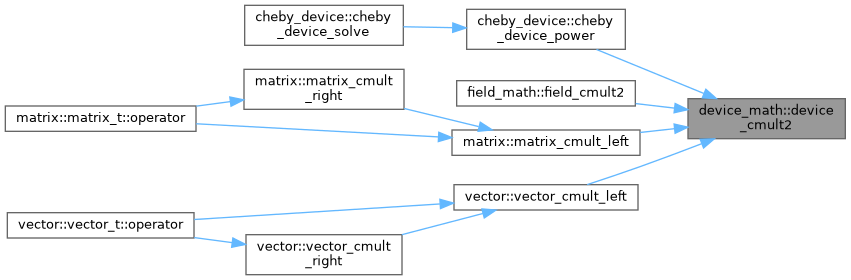 cheby_device::cheby
_device_solve
cheby_device::cheby
_device_power
matrix::matrix_cmult
_right
field_math::field_cmult2
matrix::matrix_t::operator
device_math::device
_cmult2
matrix::matrix_cmult_left
vector::vector_cmult_left
vector::vector_t::operator
vector::vector_cmult
_right